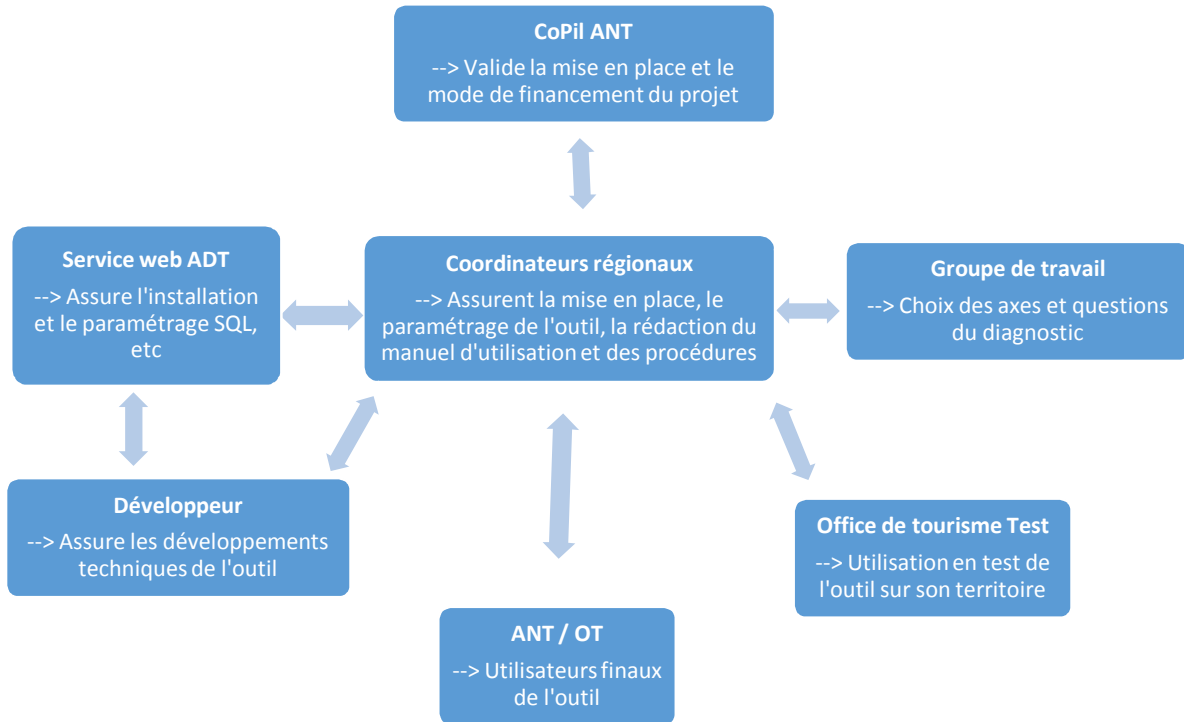 CoPil ANT
--> Valide la mise en place et le
mode de financement du projet
Service web ADT
--> Assure l'installation
et le paramétrage SQL,
etc
Coordinateurs régionaux
--> Assurent la mise en place, le
paramétrage de l'outil, la rédaction du
manuel d'utilisation et des procédures
Groupe de travail
--> Choix des axes et questions
du diagnostic
Développeur
--> Assure les développements
techniques de l'outil
Office de tourisme Test
--> Utilisation en test de
l'outil sur son territoire
ANT / OT
--> Utilisateurs finaux
de l'outil